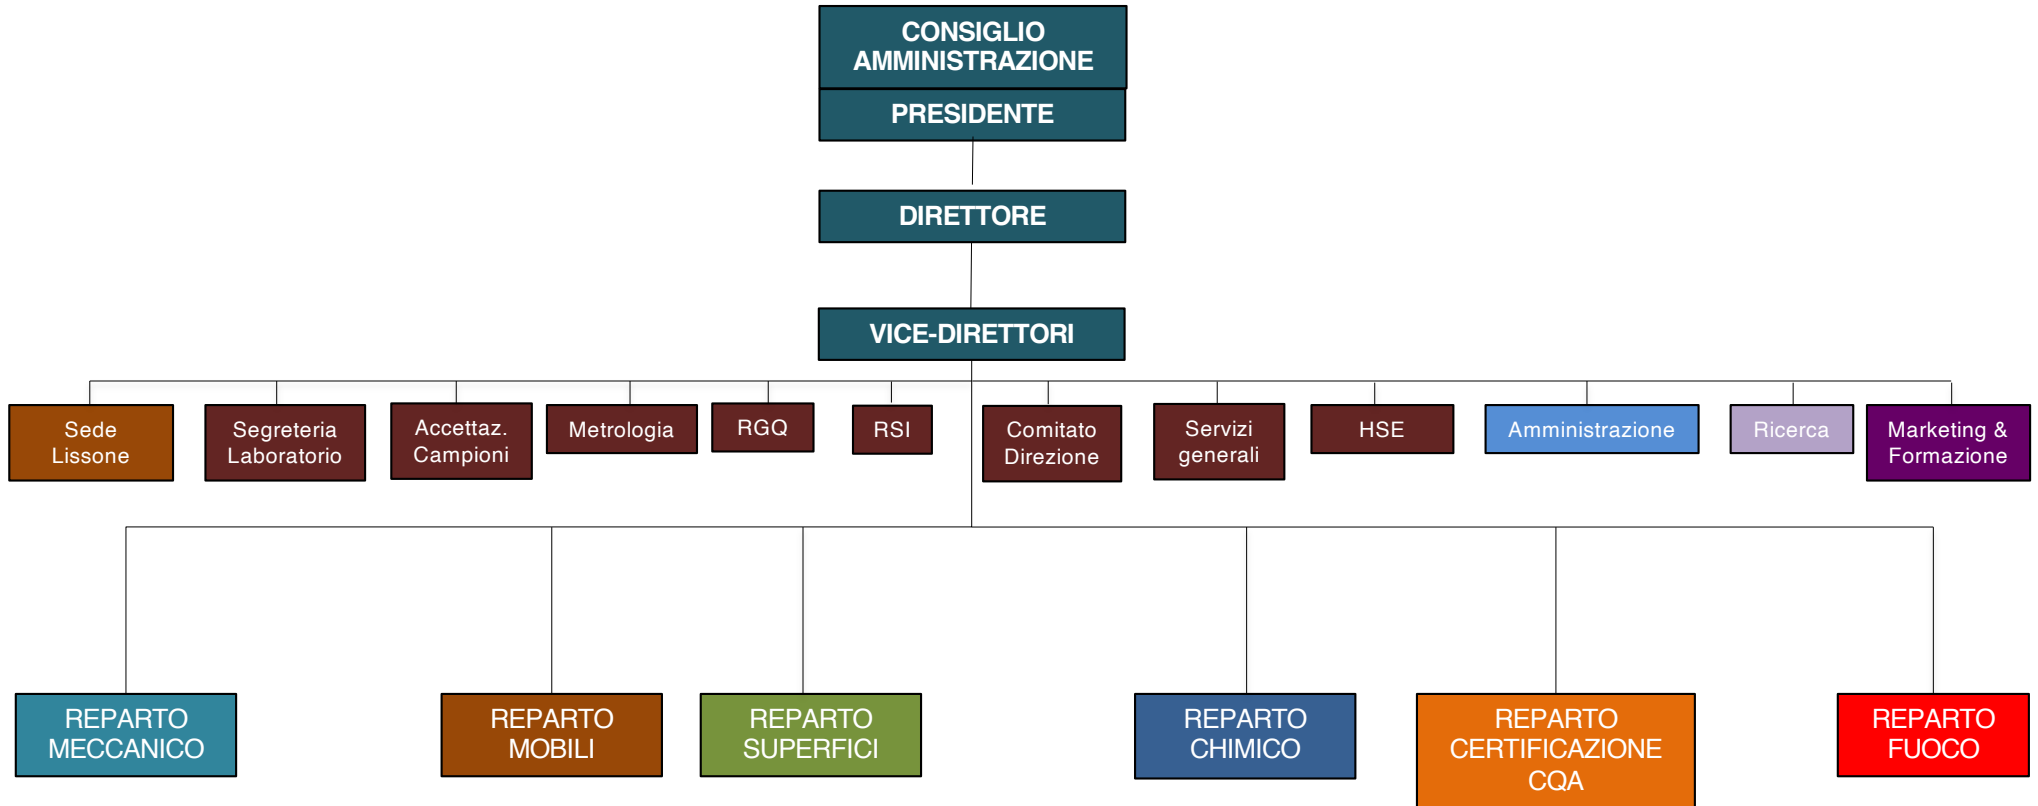 CONSIGLIO
AMMINISTRAZIONE
PRESIDENTE
DIRETTORE
VICE-DIRETTORI
Sede
Lissone
Segreteria
Laboratorio
Accettaz.
Campioni
Metrologia
RGQ
RSI
Comitato
Direzione
Servizi
generali
HSE
Amministrazione
Ricerca
Marketing &
Formazione
REPARTO
MECCANICO
REPARTO
MOBILI
REPARTO
SUPERFICI
REPARTO
CHIMICO
REPARTO
CERTIFICAZIONE
CQA
REPARTO
FUOCO